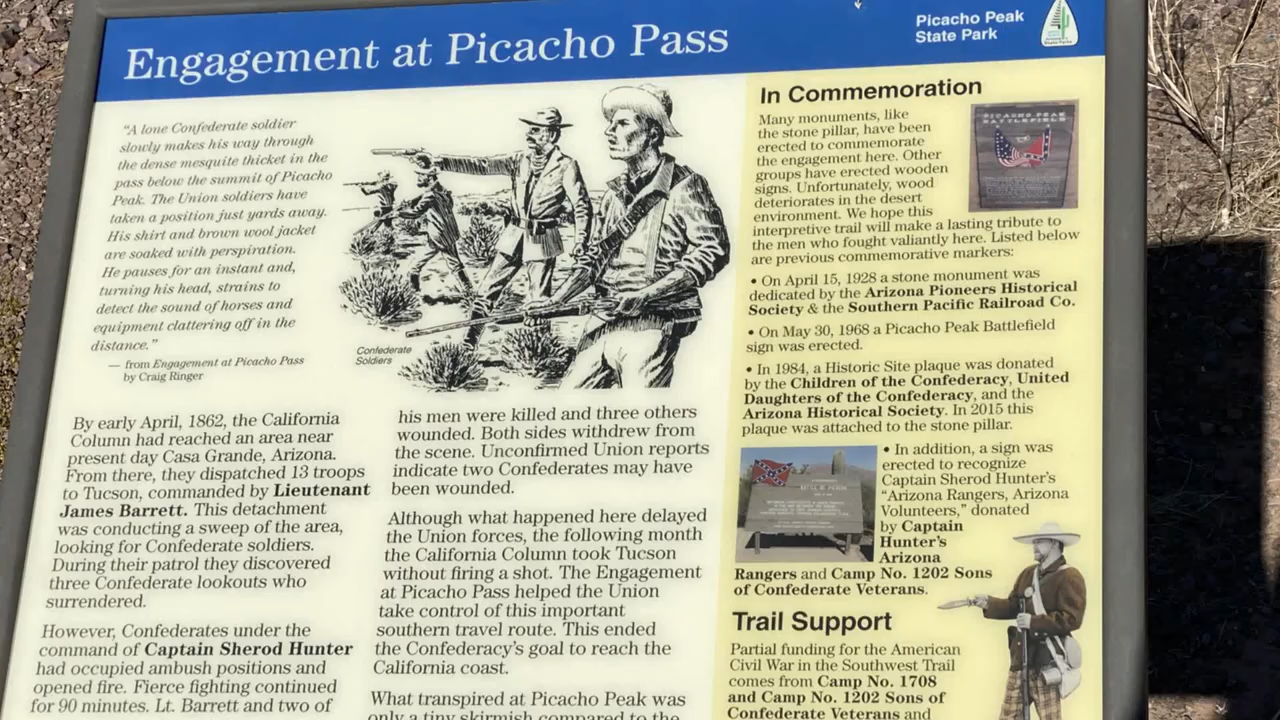 Engagement at Picacho Pass
Picacho Peak
State Park
"A lone Confederate soldier
slowly makes his way through
the dense mesquite thicket in the
pass below the summit of Picacho
Peak. The Union soldiers have
taken a position just yards away.
His shirt and brown wool jacket
are soaked with perspiration.
He pauses for an instant and,
turning his head, strains to
detect the sound of horses and
equipment clattering off in the
distance."
— from Engagement at Picacho Pass
by Craig Ringer
Confederate
Soldiers
By early April, 1862, the California
Column had reached an area near
present day Casa Grande, Arizona.
From there, they dispatched 13 troops
to Tucson, commanded by Lieutenant
James Barrett. This detachment
was conducting a sweep of the area,
looking for Confederate soldiers.
During their patrol they discovered
three Confederate lookouts who
surrendered.
However, Confederates under the
command of Captain Sherod Hunter
had occupied ambush positions and
opened fire. Fierce fighting continued
for 90 minutes. Lt. Barrett and two of
his men were killed and three others
wounded. Both sides withdrew from
the scene. Unconfirmed Union reports
indicate two Confederates may have
been wounded.
Although what happened here delayed
the Union forces, the following month
the California Column took Tucson
without firing a shot. The Engagement
at Picacho Pass helped the Union
take control of this important
southern travel route. This ended
the Confederacy's goal to reach the
California coast.
What transpired at Picacho Peak was
only a tiny skirmish compared to the
In Commemoration
Many monuments, like
the stone pillar, have been
erected to commemorate
the engagement here. Other
groups have erected wooden
signs. Unfortunately, wood
deteriorates in the desert
environment. We hope this
interpretive trail will make a lasting tribute to
the men who fought valiantly here. Listed below
are previous commemorative markers:
PICACHO PEAK
BATTLEFIELD
• On April 15, 1928 a stone monument was
dedicated by the Arizona Pioneers Historical
Society & the Southern Pacific Railroad Co.
• On May 30, 1968 a Picacho Peak Battlefield
sign was erected.
• In 1984, a Historic Site plaque was donated
by the Children of the Confederacy, United
Daughters of the Confederacy, and the
Arizona Historical Society. In 2015 this
plaque was attached to the stone pillar.
• In addition, a sign was
erected to recognize
Captain Sherod Hunter's
"Arizona Rangers, Arizona
Volunteers," donated
by Captain
Hunter's
Arizona
Rangers and Camp No. 1202 Sons
of Confederate Veterans.
Trail Support
Partial funding for the American
Civil War in the Southwest Trail
comes from Camp No. 1708
and Camp No. 1202 Sons of
Confederate Veterans and